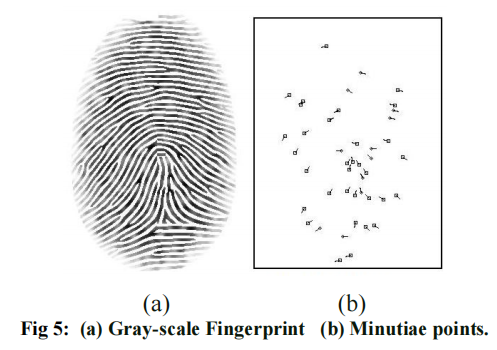 (a) (b)
Fig 5: (a) Gray-scale Fingerprint (b) Minutiae points.